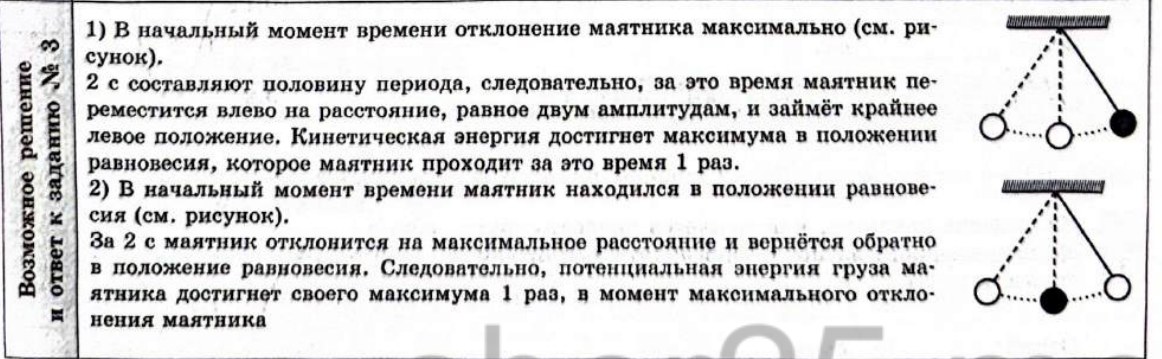 Возможное решение
и ответ к заданию № 3
1) В начальный момент времени отклонение маятника максимально (см. ри-
сунок).
2 с составляют половину периода, следовательно, за это время маятник пе-
реместится влево на расстояние, равное двум амплитудам, и займёт крайнее
левое положение. Кинетическая энергия достигнет максимума в положении
равновесия, которое маятник проходит за это время 1 раз.
2) В начальный момент времени маятник находился в положении равнове-
сия (см. рисунок).
За 2 с маятник отклонится на максимальное расстояние и вернётся обратно
в положение равновесия. Следовательно, потенциальная энергия груза ма-
ятника достигнет своего максимума 1 раз, в момент максимального откло-
нения маятника